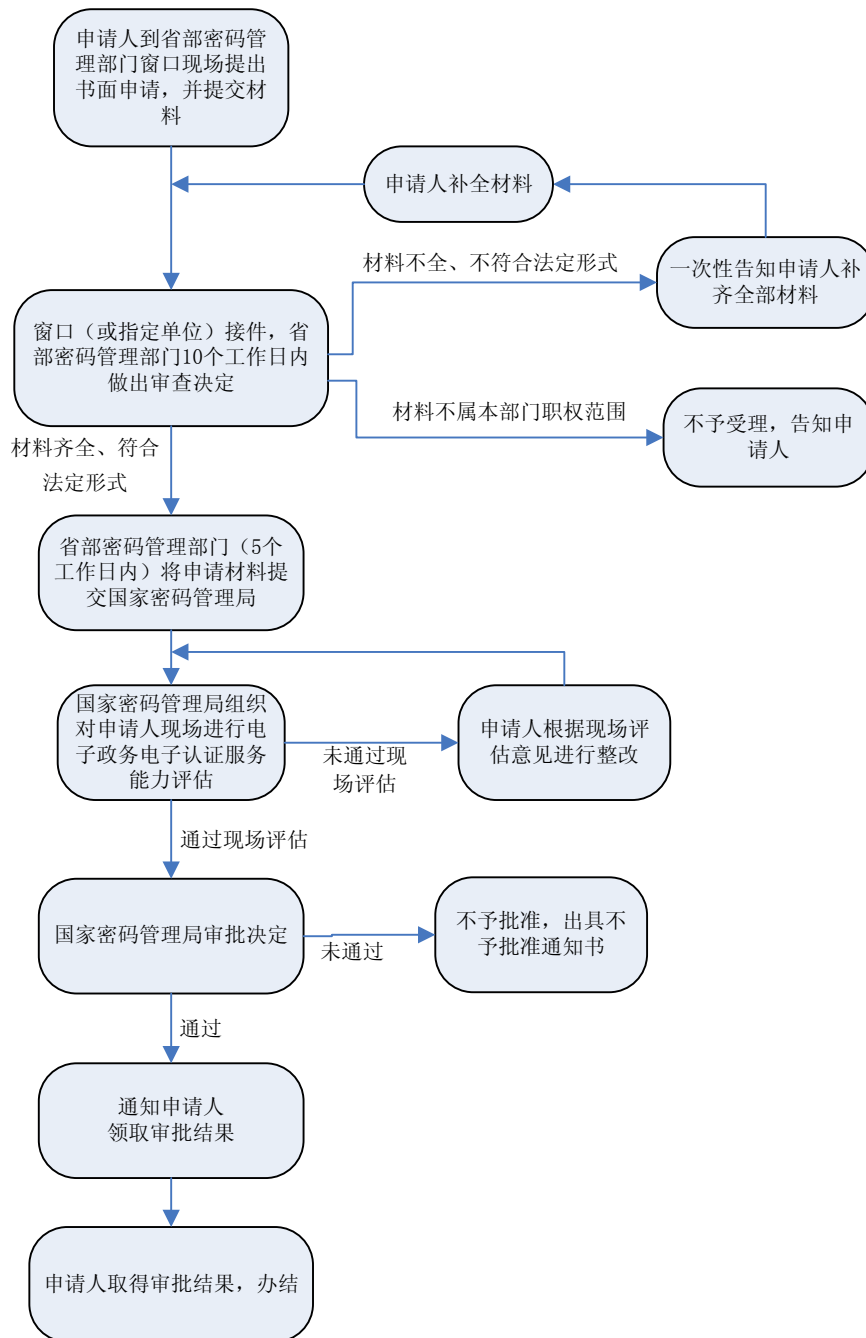 申请人到省部密码管
理部门窗口现场提出
书面申请，并提交材
料
申请人补全材料
材料不全、不符合法定形式
一次性告知申请人补
齐全部材料
窗口（或指定单位）接件，省
部密码管理部门10个工作日内
做出审查决定
材料不属本部门职权范围
不予受理，告知申
请人
材料齐全、符合
法定形式
省部密码管理部门（5个
工作日内）将申请材料提
交国家密码管理局
国家密码管理局组织
对申请人现场进行电
子政务电子认证服务
能力评估
未通过现
场评估
申请人根据现场评
估意见进行整改
通过现场评估
国家密码管理局审批决定
未通过
不予批准，出具不
予批准通知书
通过
通知申请人
领取审批结果
申请人取得审批结果，办结